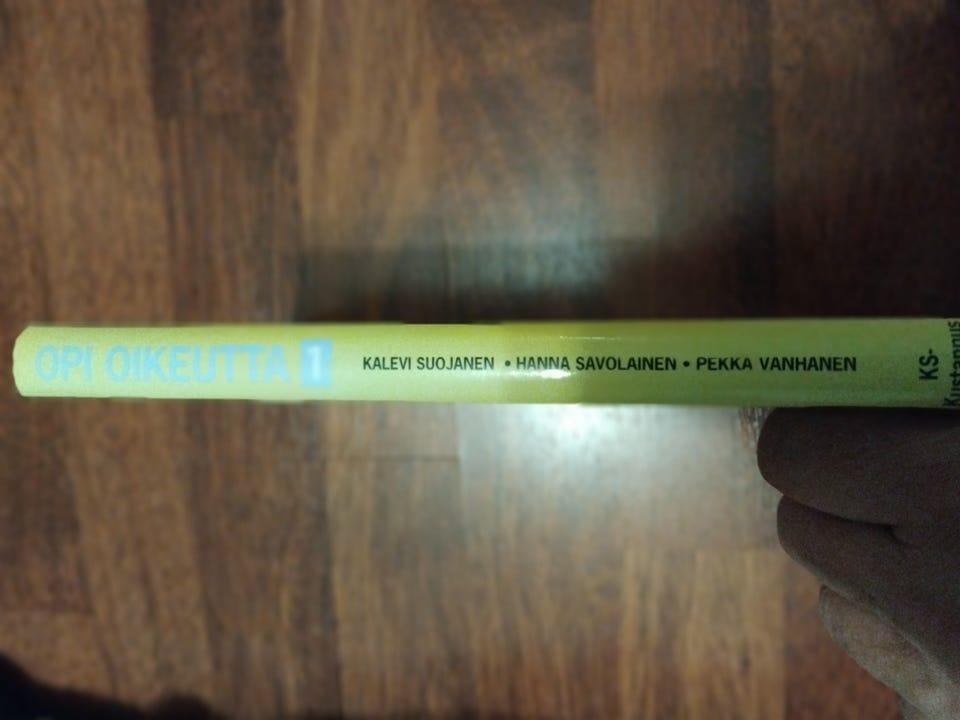 OPI OIKEUTTA 1 KALEVI SUOJANEN • HANNA SAVOLAINEN • PEKKA VANHANEN
KS-
Kustannus